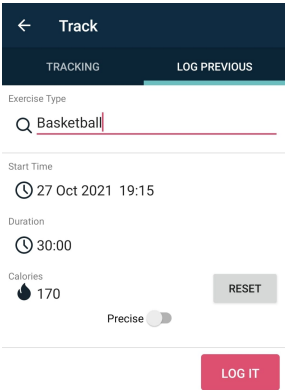 Track
TRACKING LOG PREVIOUS
Exercise Type
Basketball
Start Time
27 Oct 2021 19:15
Duration
30:00
Calories
170
RESET
Precise
LOG IT